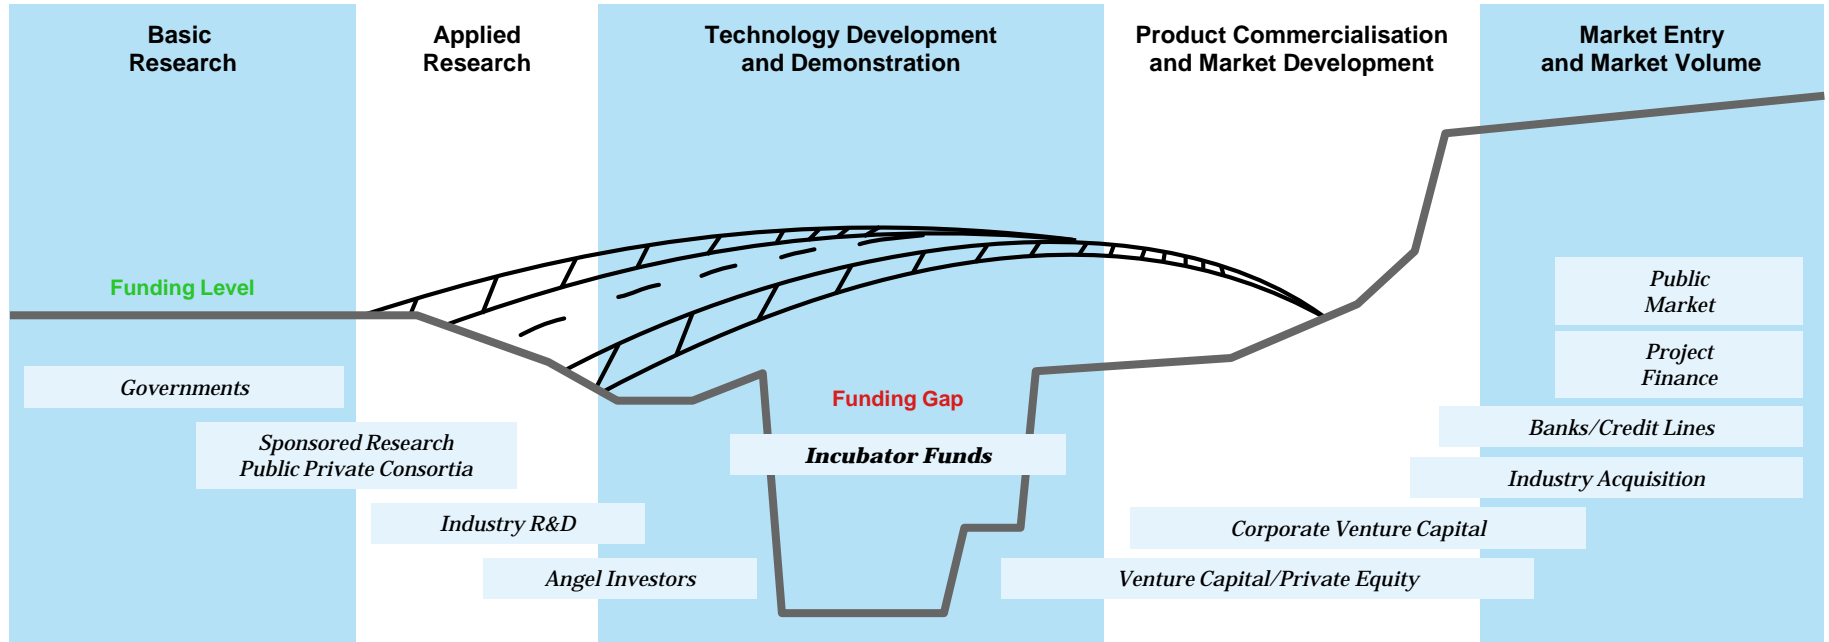 Basic
Research
Applied
Research
Technology Development
and Demonstration
Product Commercialisation
and Market Development
Market Entry
and Market Volume
Funding Level
Public
Market
Project
Finance
Governments
Funding Gap
Sponsored Research
Public Private Consortia
Incubator Funds
Banks/Credit Lines
Industry Acquisition
Industry R&D
Corporate Venture Capital
Angel Investors
Venture Capital/Private Equity